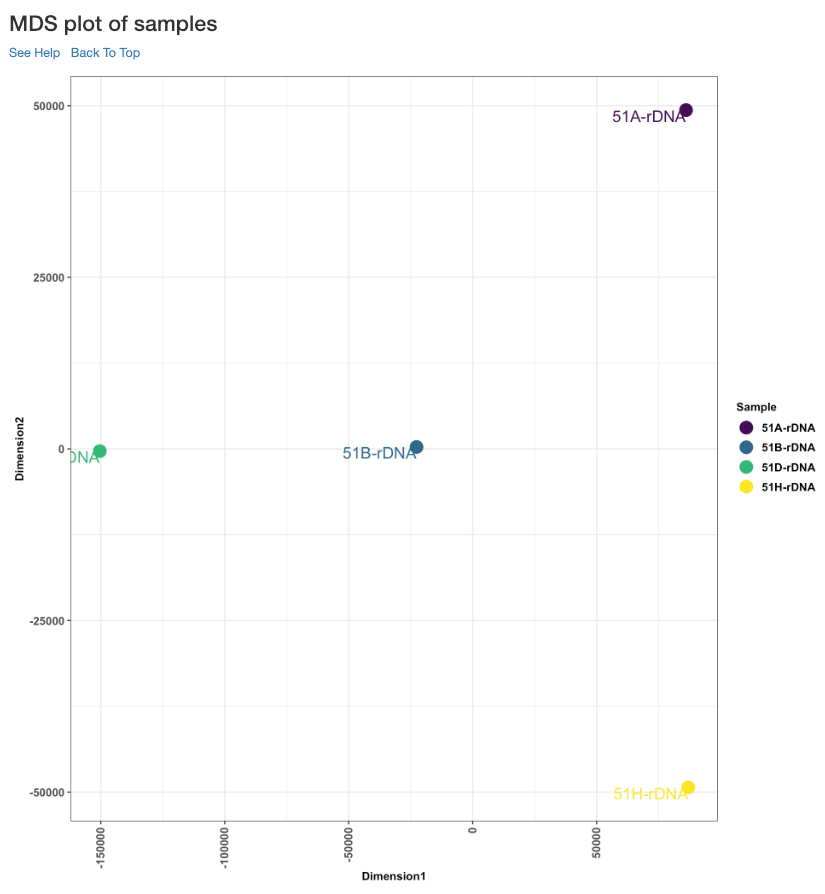 MDS plot of samples
See Help Back To Top
50000
51A-rDNA
25000
Dimension2
0
51B-rDNA
DNA
-25000
-50000
51H-rDNA
-150000
-100000
-50000
0
50000
Dimension1
Sample
51A-rDNA
51B-rDNA
51D-rDNA
51H-rDNA